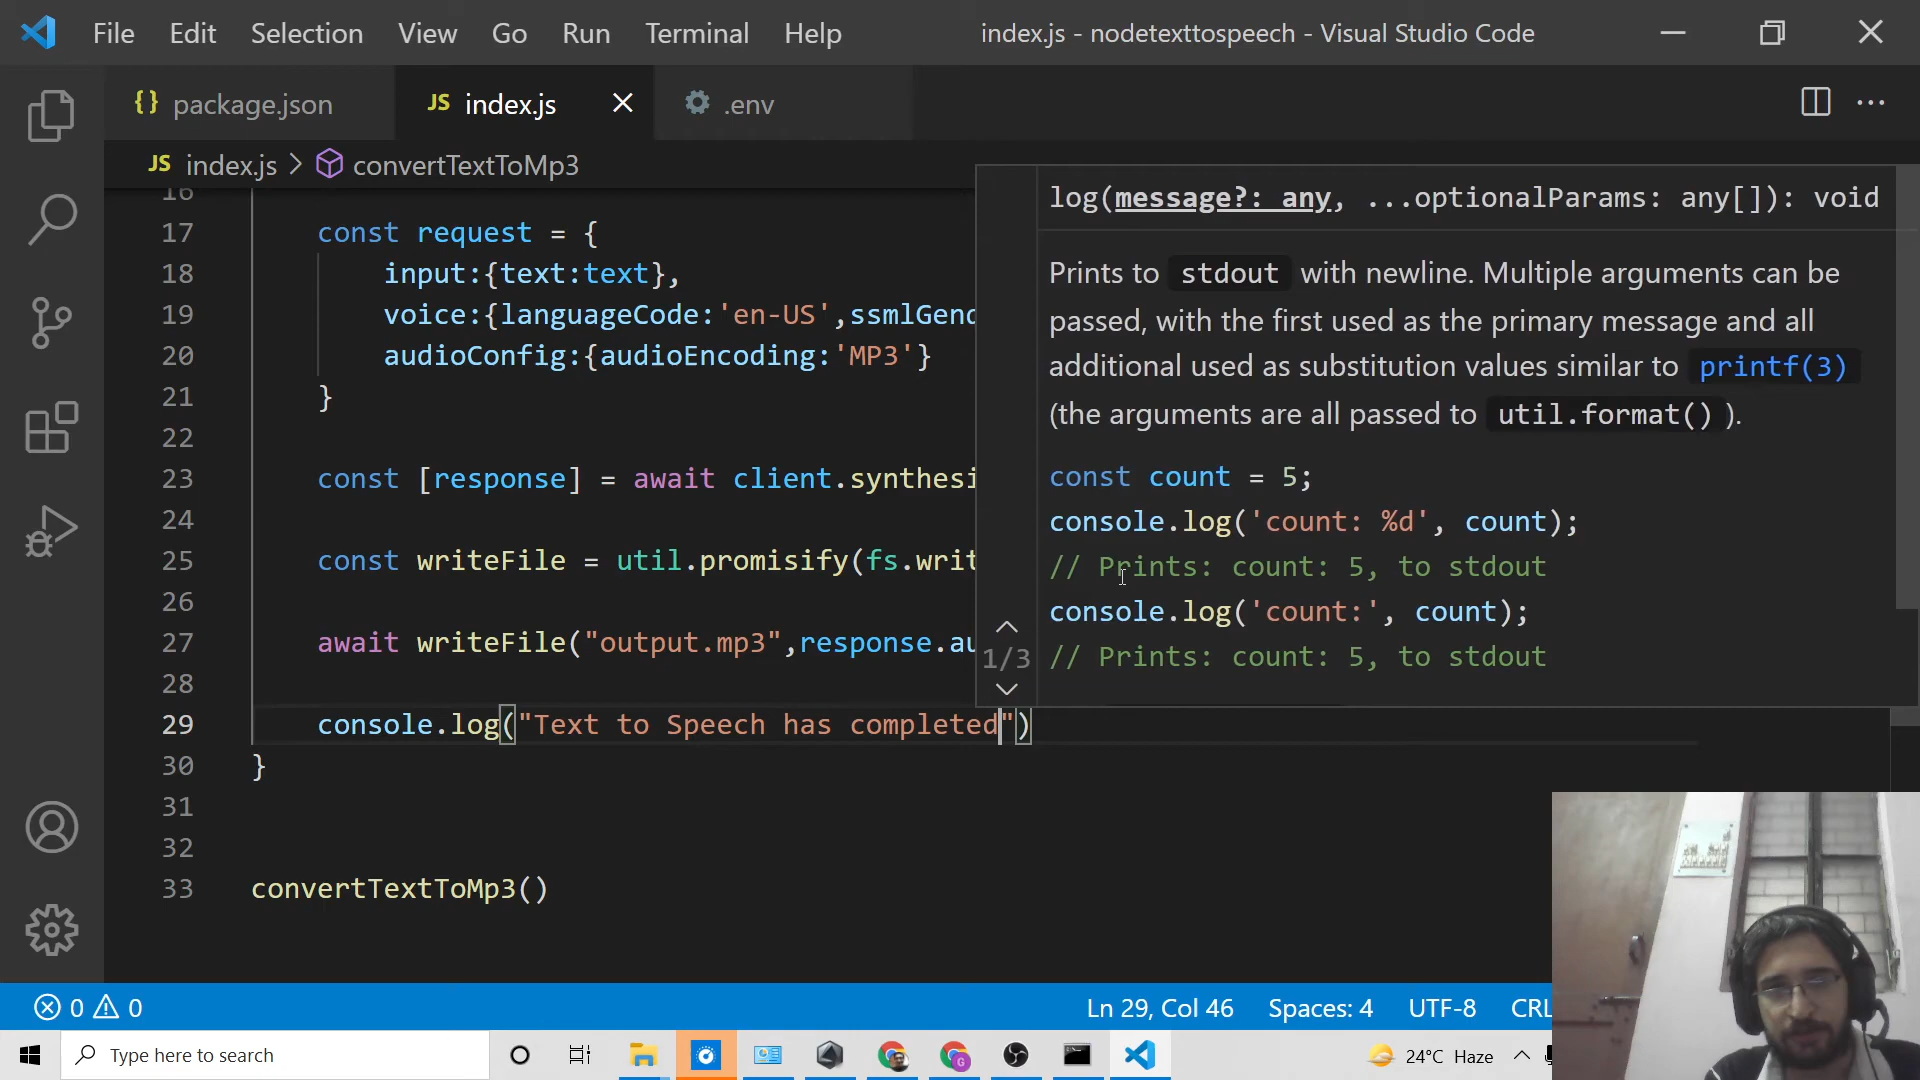 File Edit Selection View Go Run Terminal Help index.js - nodetexttospeech - Visual Studio Code
{} package.json JS index.js .env
JS index.js > convertTextToMp3
16
17 const request = {
18 input:{text:text},
19 voice:{languageCode:'en-US',ssmlGend
20 audioConfig:{audioEncoding:'MP3'}
21 }
22
23 const [response] = await client.synthesi
24
25 const writeFile = util.promisify(fs.writ
26
27 await writeFile("output.mp3",response.au
28
29 console.log("Text to Speech has completed")
30 }
31
32
33 convertTextToMp3()
log(message?: any, ...optionalParams: any[]): void
Prints to stdout with newline. Multiple arguments can be
passed, with the first used as the primary message and all
additional used as substitution values similar to printf(3)
(the arguments are all passed to util.format() ).
const count = 5;
console.log('count: %d', count);
// Prints: count: 5, to stdout
console.log('count:', count);
1/3
// Prints: count: 5, to stdout
0 0 Ln 29, Col 46 Spaces: 4 UTF-8 CRL
Type here to search 24°C Haze